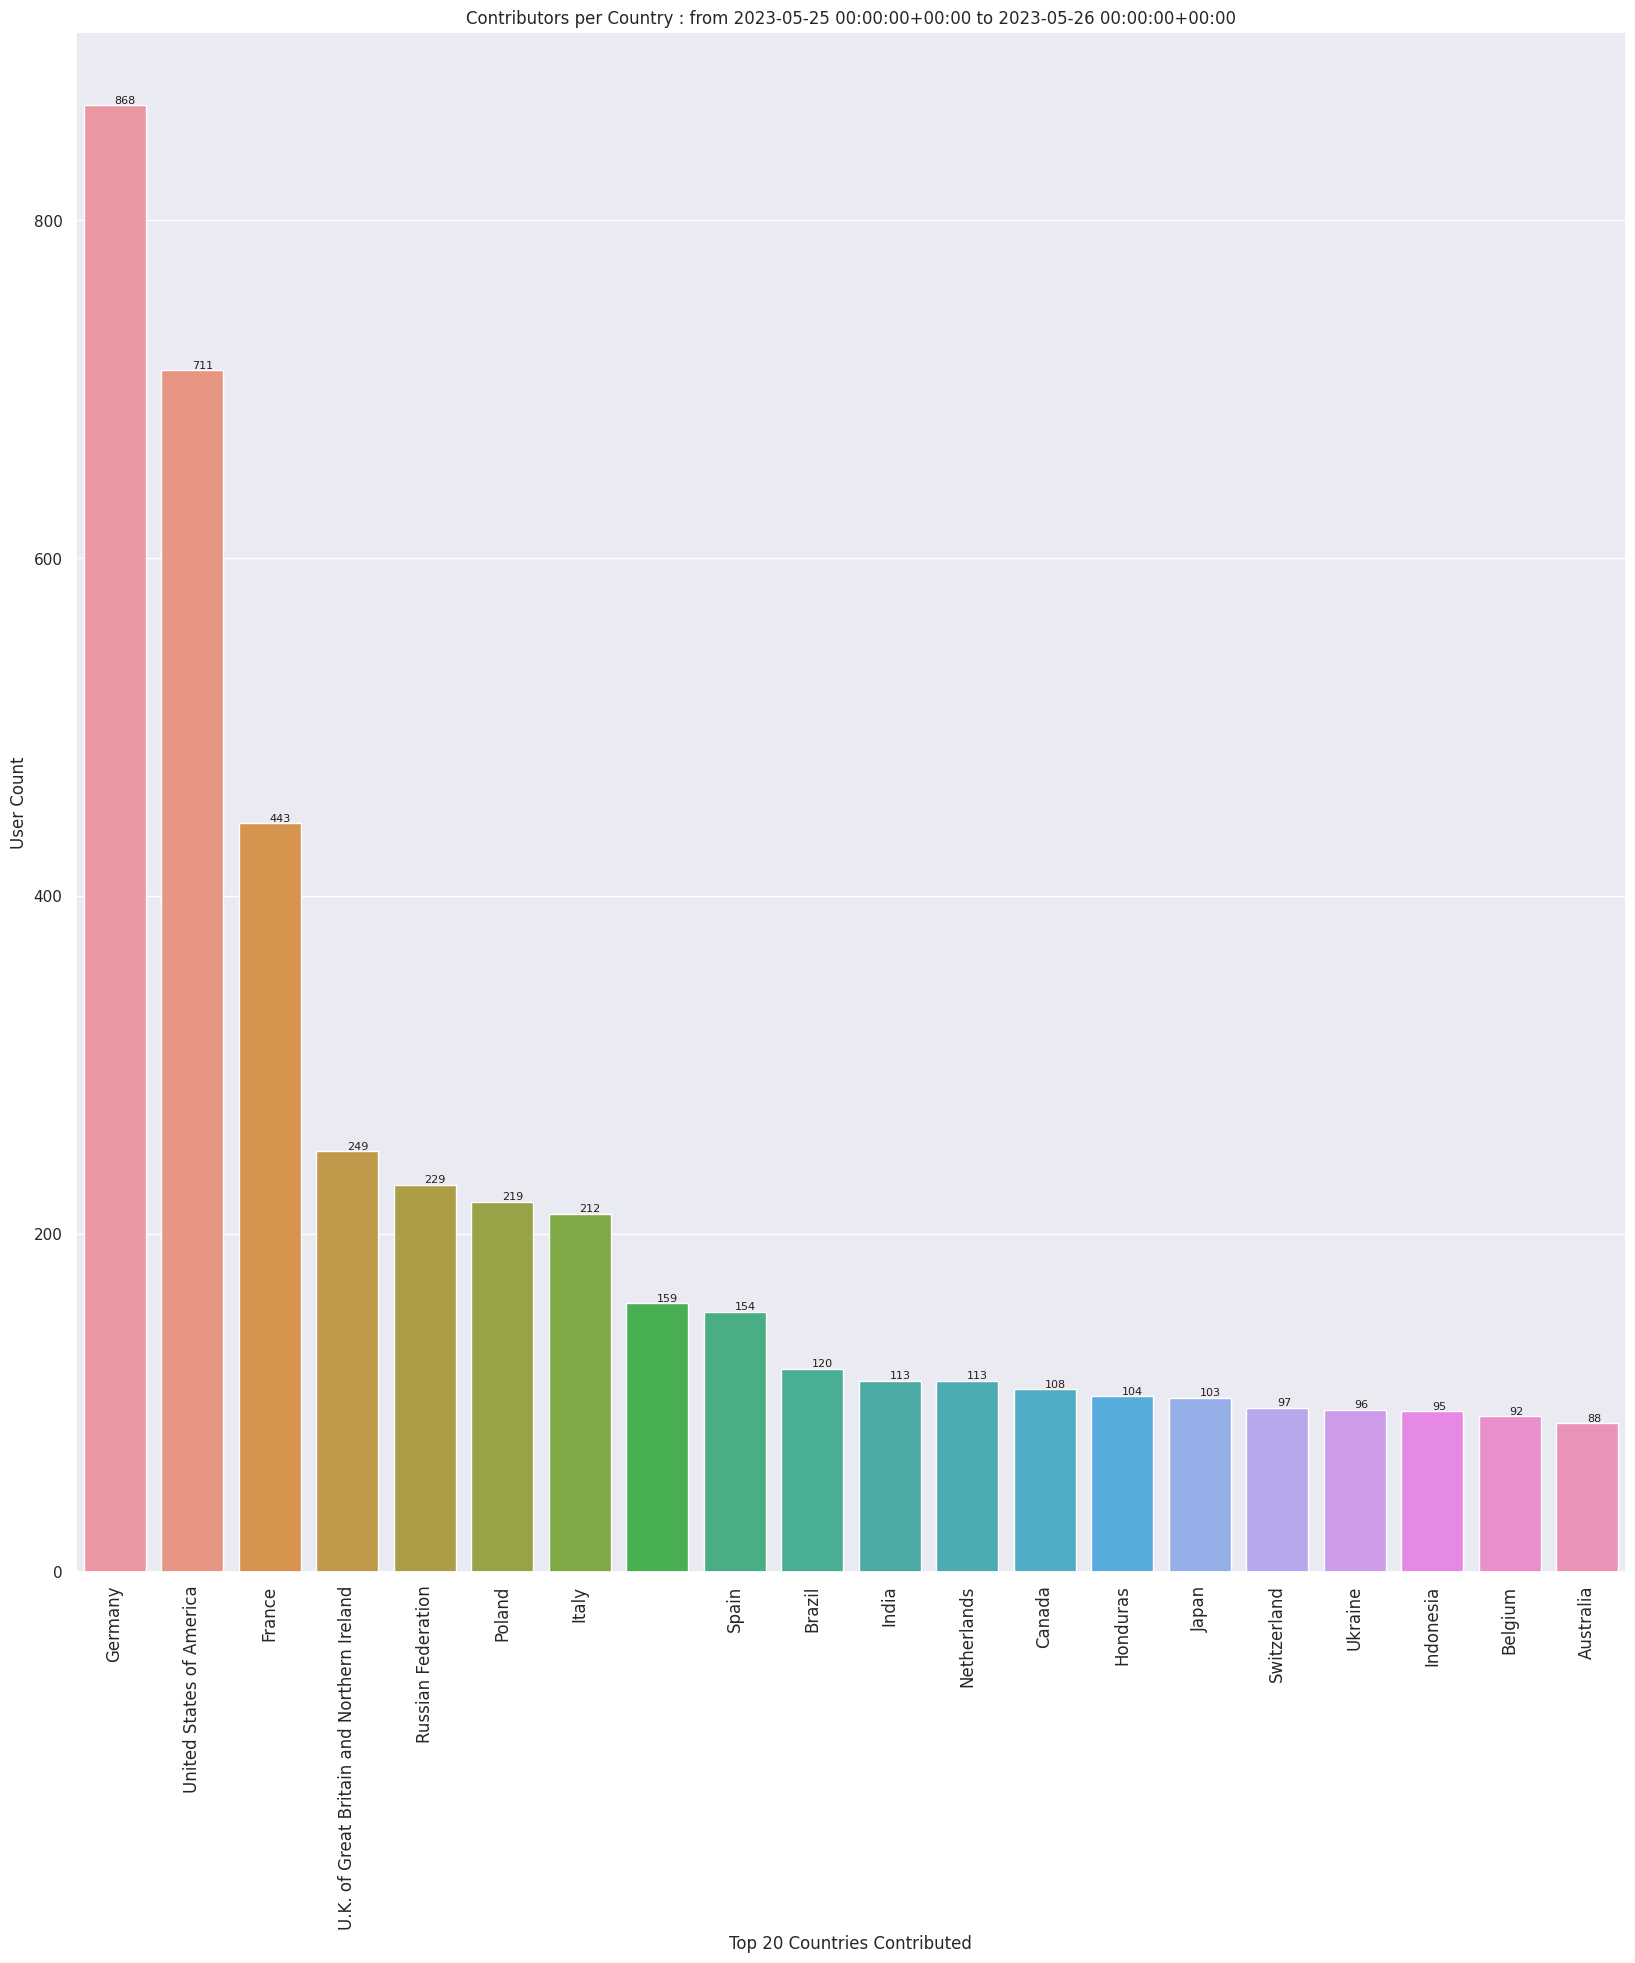 Contributors per Country : from 2023-05-25 00:00:00+00:00 to 2023-05-26 00:00:00+00:00
User Count
800
600
400
200
0
868
711
443
249
229
219
212
159
154
120
113
113
108
104
103
97
96
95
92
88
Germany
United States of America
France
U.K. of Great Britain and Northern Ireland
Russian Federation
Poland
Italy
Spain
Brazil
India
Netherlands
Canada
Honduras
Japan
Switzerland
Ukraine
Indonesia
Belgium
Australia
Top 20 Countries Contributed